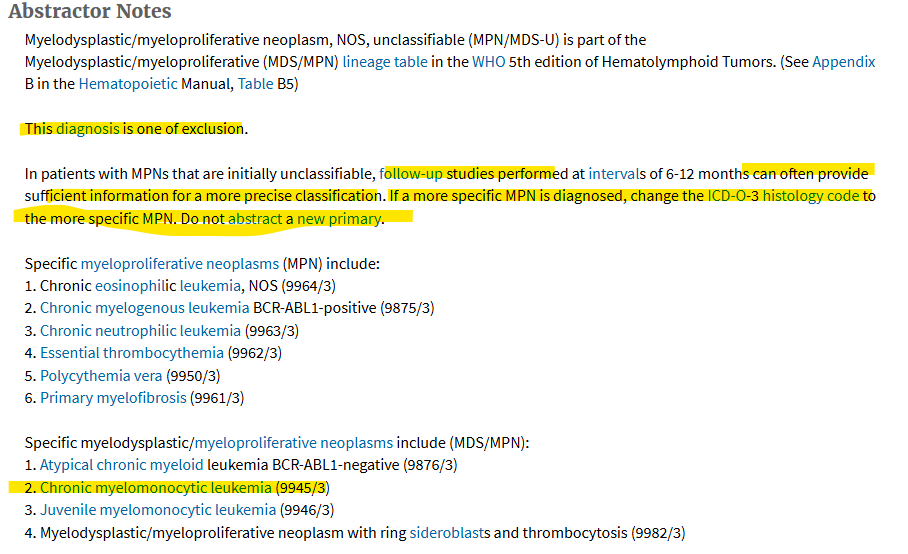 Abstractor Notes
Myelodysplastic/myeloproliferative neoplasm, NOS, unclassifiable (MPN/MDS-U) is part of the
Myelodysplastic/myeloproliferative (MDS/MPN) lineage table in the WHO 5th edition of Hematolymphoid Tumors. (See Appendix
B in the Hematopoietic Manual, Table B5)
This diagnosis is one of exclusion.
In patients with MPNs that are initially unclassifiable, follow-up studies performed at intervals of 6-12 months can often provide
sufficient information for a more precise classification. If a more specific MPN is diagnosed, change the ICD-O-3 histology code to
the more specific MPN. Do not abstract a new primary.
Specific myeloproliferative neoplasms (MPN) include:
1. Chronic eosinophilic leukemia, NOS (9964/3)
2. Chronic myelogenous leukemia BCR-ABL1-positive (9875/3)
3. Chronic neutrophilic leukemia (9963/3)
4. Essential thrombocythemia (9962/3)
5. Polycythemia vera (9950/3)
6. Primary myelofibrosis (9961/3)
Specific myelodysplastic/myeloproliferative neoplasms include (MDS/MPN):
1. Atypical chronic myeloid leukemia BCR-ABL1-negative (9876/3)
2. Chronic myelomonocytic leukemia (9945/3)
3. Juvenile myelomonocytic leukemia (9946/3)
4. Myelodysplastic/myeloproliferative neoplasm with ring sideroblasts and thrombocytosis (9982/3)